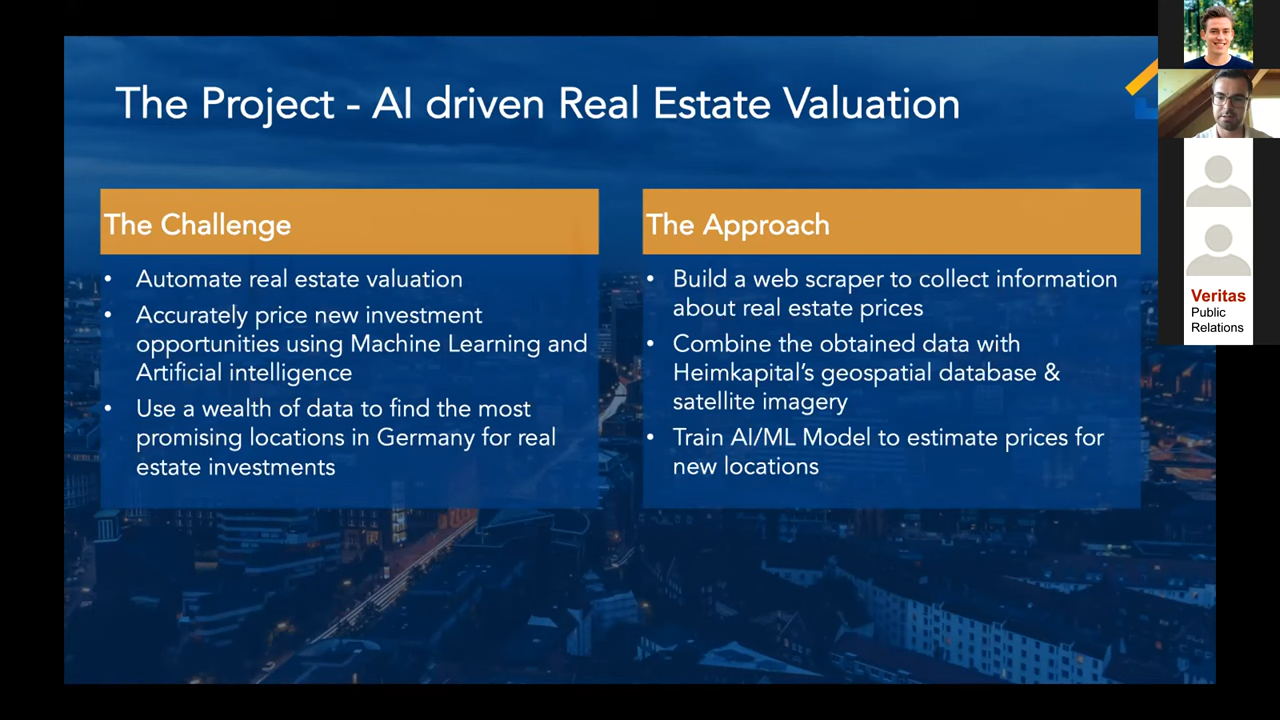 The Project - AI driven Real Estate Valuation
The Challenge
• Automate real estate valuation
• Accurately price new investment
opportunities using Machine Learning and
Artificial intelligence
• Use a wealth of data to find the most
promising locations in Germany for real
estate investments
The Approach
• Build a web scraper to collect information
about real estate prices
• Combine the obtained data with
Heimkapital's geospatial database &
satellite imagery
• Train AI/ML Model to estimate prices for
new locations
Veritas
Public
Relations